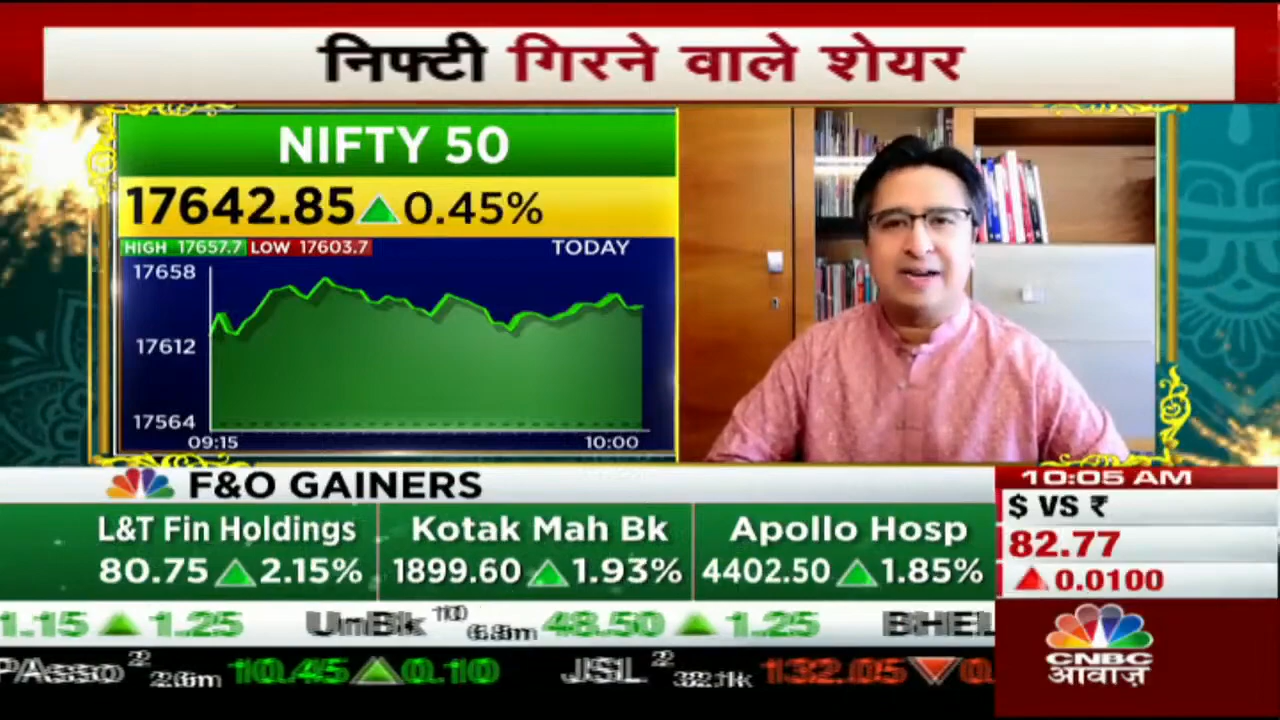 निफ्टी गिरने वाले शेयर
NIFTY 50
17642.85 ▲ 0.45%
HIGH 17657.7 LOW 17603.7 TODAY
17658
17612
17564
09:15 10:00
F&O GAINERS
L&T Fin Holdings Kotak Mah Bk Apollo Hosp
80.75 ▲ 2.15% 1899.60 ▲ 1.93% 4402.50 ▲ 1.85%
10:05 AM
$ VS ₹
82.77
▲ 0.0100
1.15 ▲ 1.25 UnBk 48.50 ▲ 1.25 BHEL
10.45 ▲ 0.10 JSL 132.05 ▼
CNBC
आवाज़